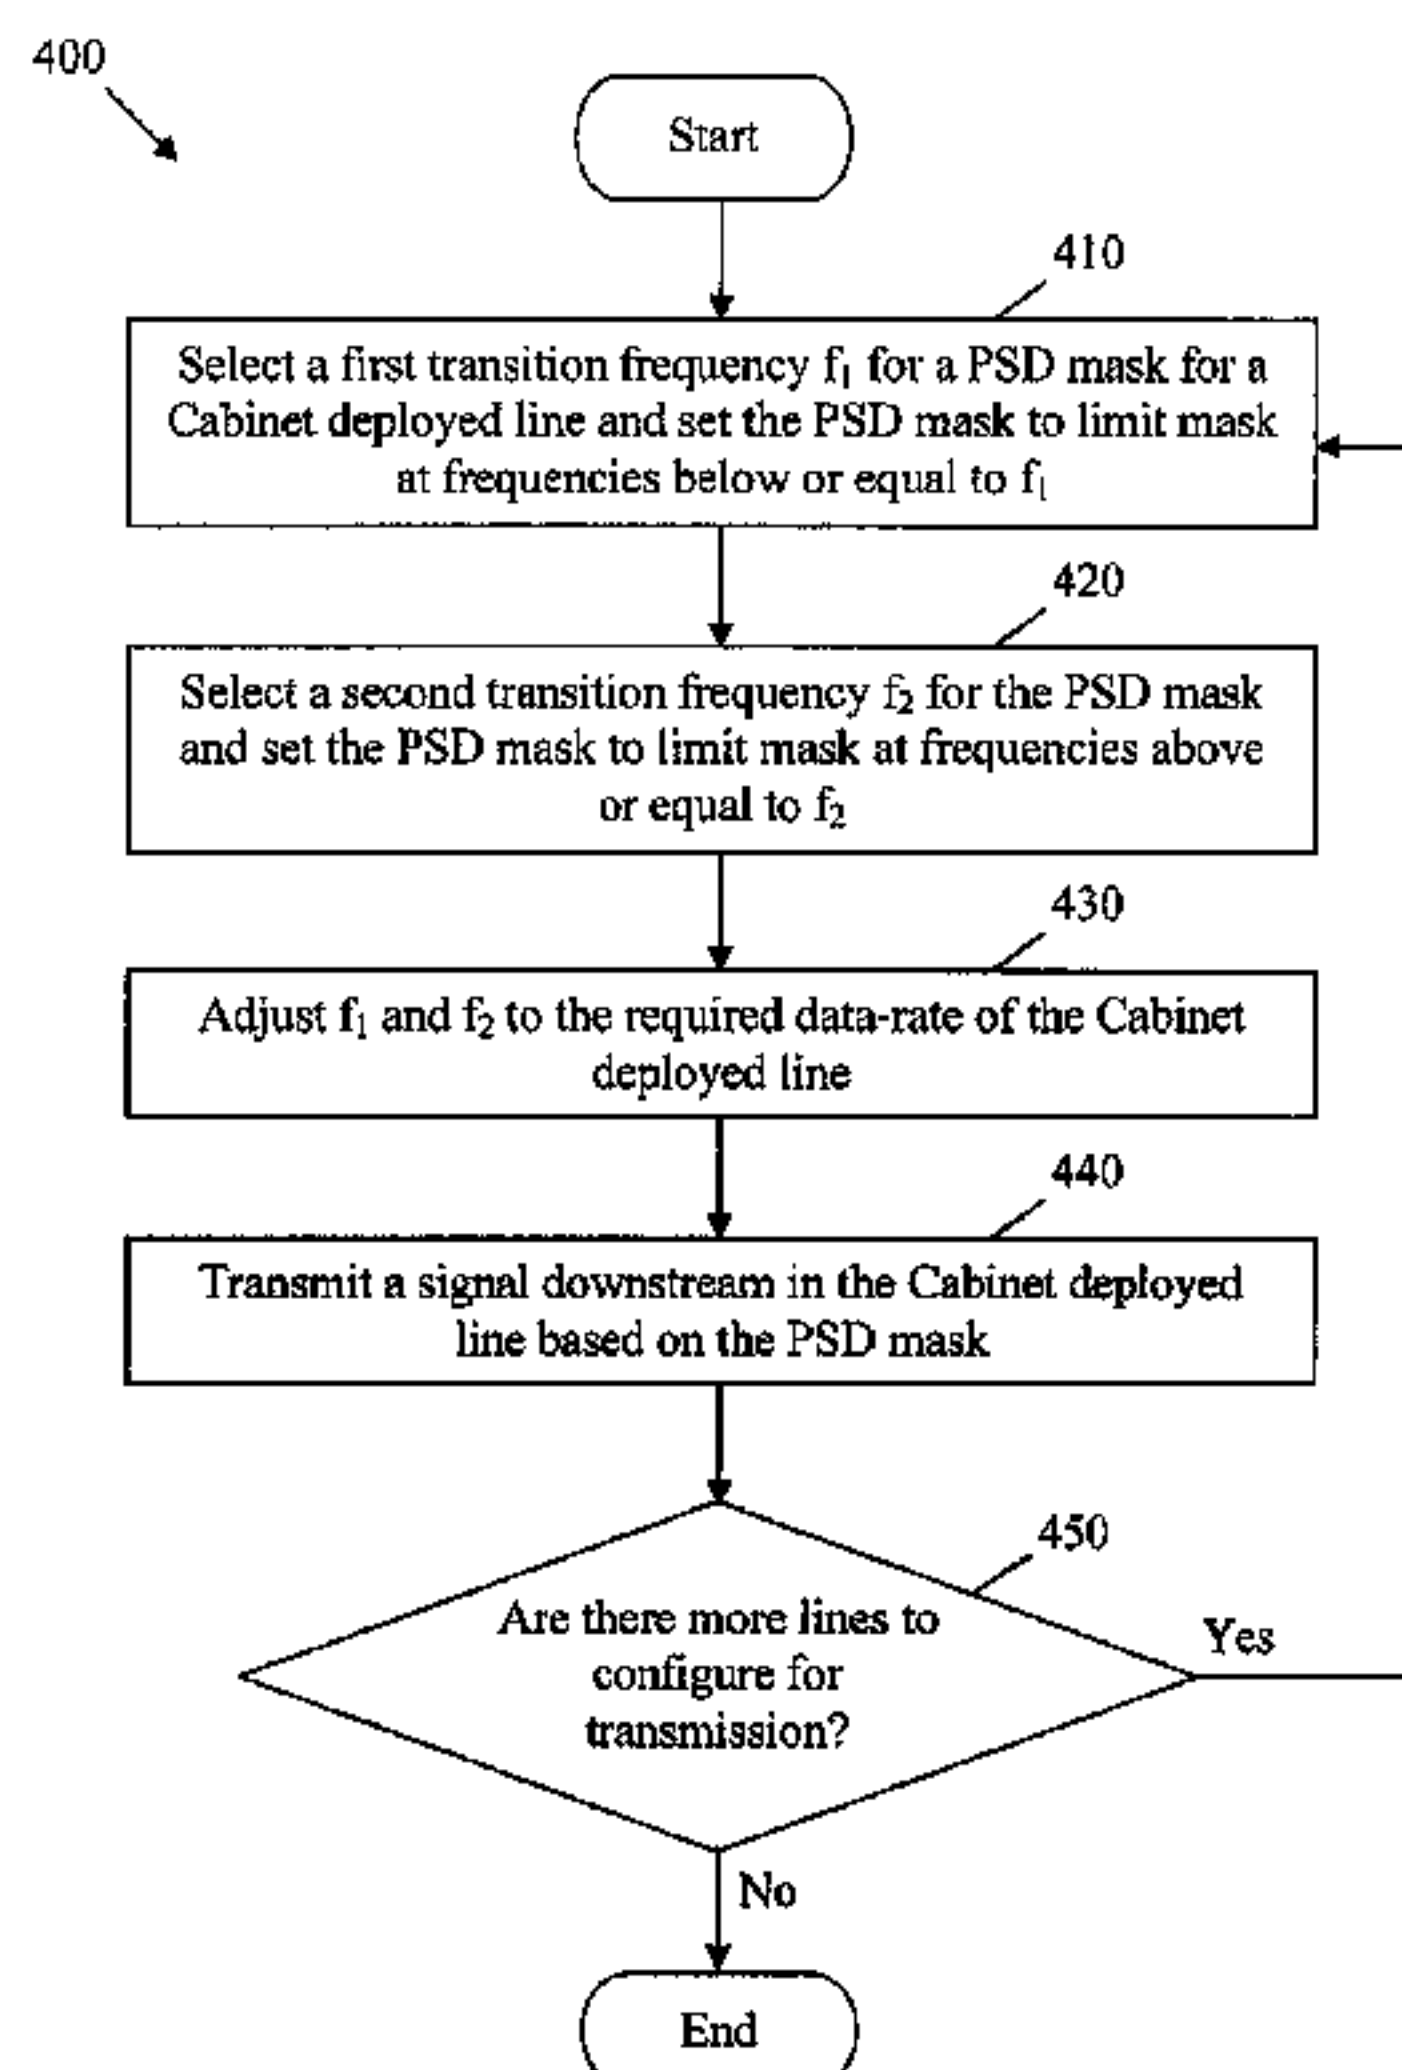 400
Start
410
Select a first transition frequency f₁ for a PSD mask for a
Cabinet deployed line and set the PSD mask to limit mask
at frequencies below or equal to f₁
420
Select a second transition frequency f₂ for the PSD mask
and set the PSD mask to limit mask at frequencies above
or equal to f₂
430
Adjust f₁ and f₂ to the required data-rate of the Cabinet
deployed line
440
Transmit a signal downstream in the Cabinet deployed
line based on the PSD mask
450
Are there more lines to
configure for
transmission?
Yes
No
End